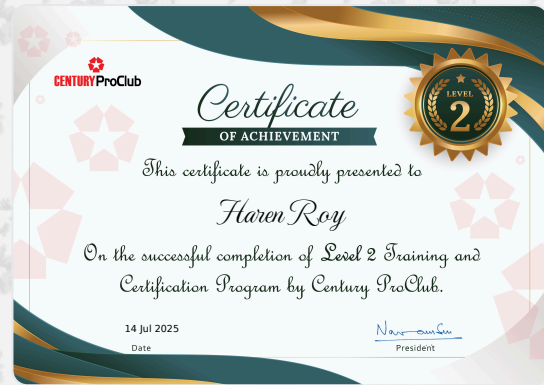 CENTURY ProClub
LEVEL
2
Certificate
OF ACHIEVEMENT
This certificate is proudly presented to
Haren Roy
On the successful completion of Level 2 Training and
Certification Program by Century ProClub.
14 Jul 2025
Date
President